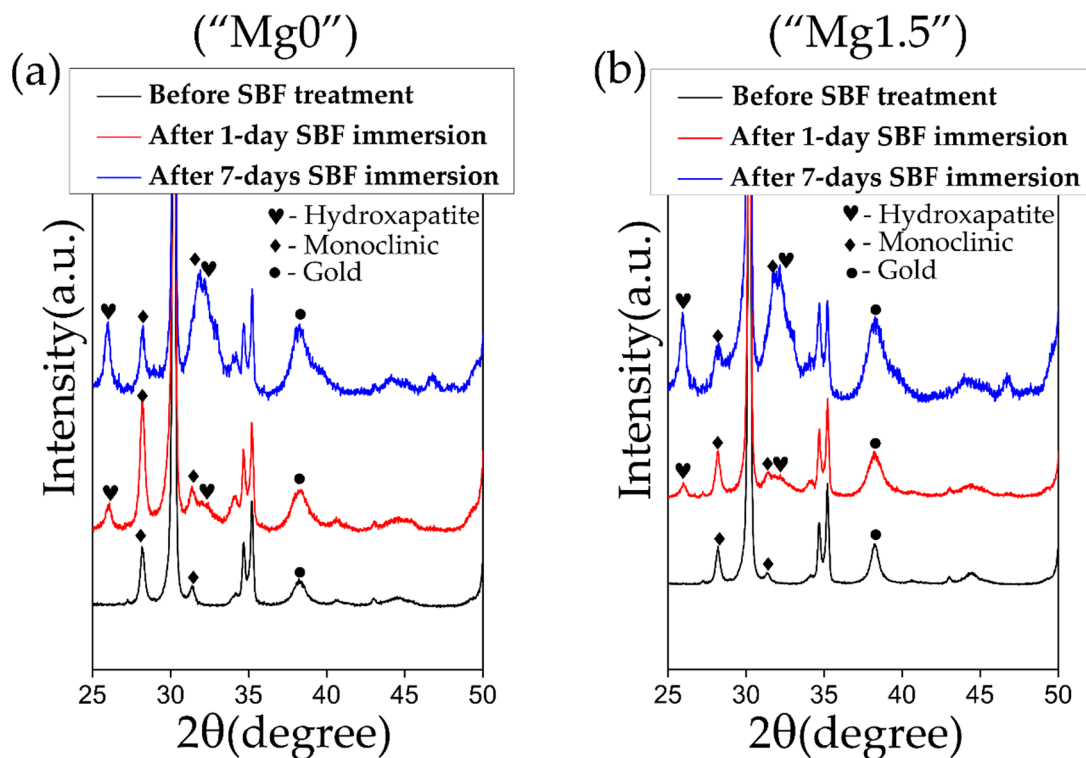 ("Mg0")
(a)
Before SBF treatment
After 1-day SBF immersion
After 7-days SBF immersion
♥ - Hydroxapatite
♦ - Monoclinic
● - Gold
Intensity(a.u.)
25 30 35 40 45 50
2θ(degree)
("Mg1.5")
(b)
Before SBF treatment
After 1-day SBF immersion
After 7-days SBF immersion
♥ - Hydroxapatite
♦ - Monoclinic
● - Gold
Intensity(a.u.)
25 30 35 40 45 50
2θ(degree)